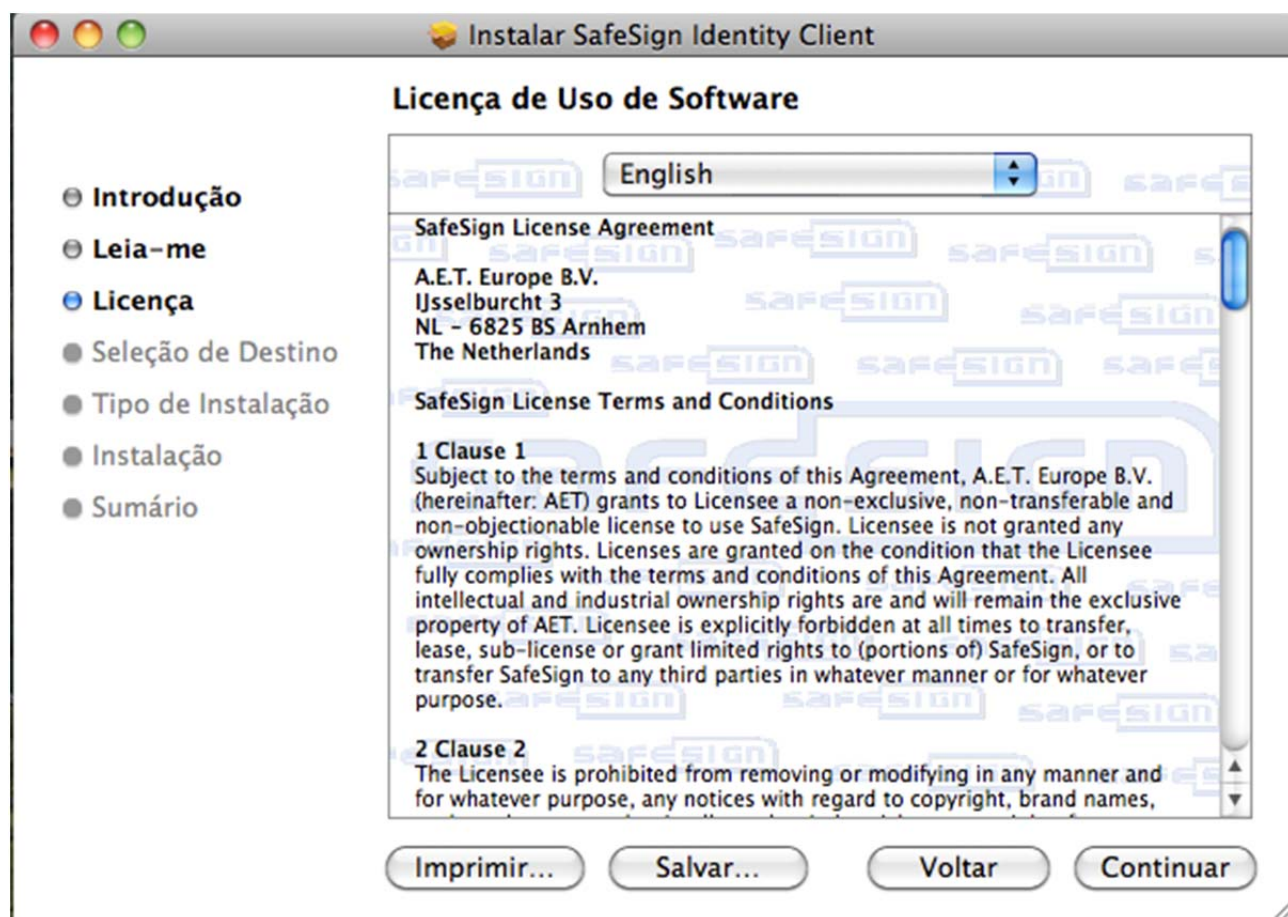 Instalar SafeSign Identity Client
Licença de Uso de Software
Introdução
Leia-me
Licença
Seleção de Destino
Tipo de Instalação
Instalação
Sumário
English
SafeSign License Agreement
A.E.T. Europe B.V.
IJsselburcht 3
NL - 6825 BS Arnhem
The Netherlands
SafeSign License Terms and Conditions
1 Clause 1
Subject to the terms and conditions of this Agreement, A.E.T. Europe B.V.
(hereinafter: AET) grants to Licensee a non-exclusive, non-transferable and
non-objectionable license to use SafeSign. Licensee is not granted any
ownership rights. Licenses are granted on the condition that the Licensee
fully complies with the terms and conditions of this Agreement. All
intellectual and industrial ownership rights are and will remain the exclusive
property of AET. Licensee is explicitly forbidden at all times to transfer,
lease, sub-license or grant limited rights to (portions of) SafeSign, or to
transfer SafeSign to any third parties in whatever manner or for whatever
purpose.
2 Clause 2
The Licensee is prohibited from removing or modifying in any manner and
for whatever purpose, any notices with regard to copyright, brand names,
Imprimir...
Salvar...
Voltar
Continuar